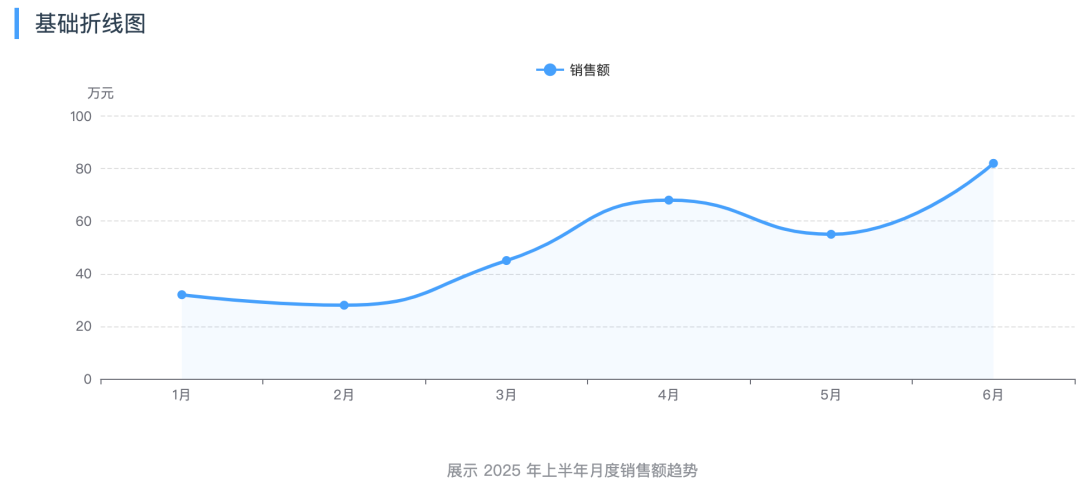 基础折线图
销售额
万元
100
80
60
40
20
0
1月 2月 3月 4月 5月 6月
展示 2025 年上半年月度销售额趋势